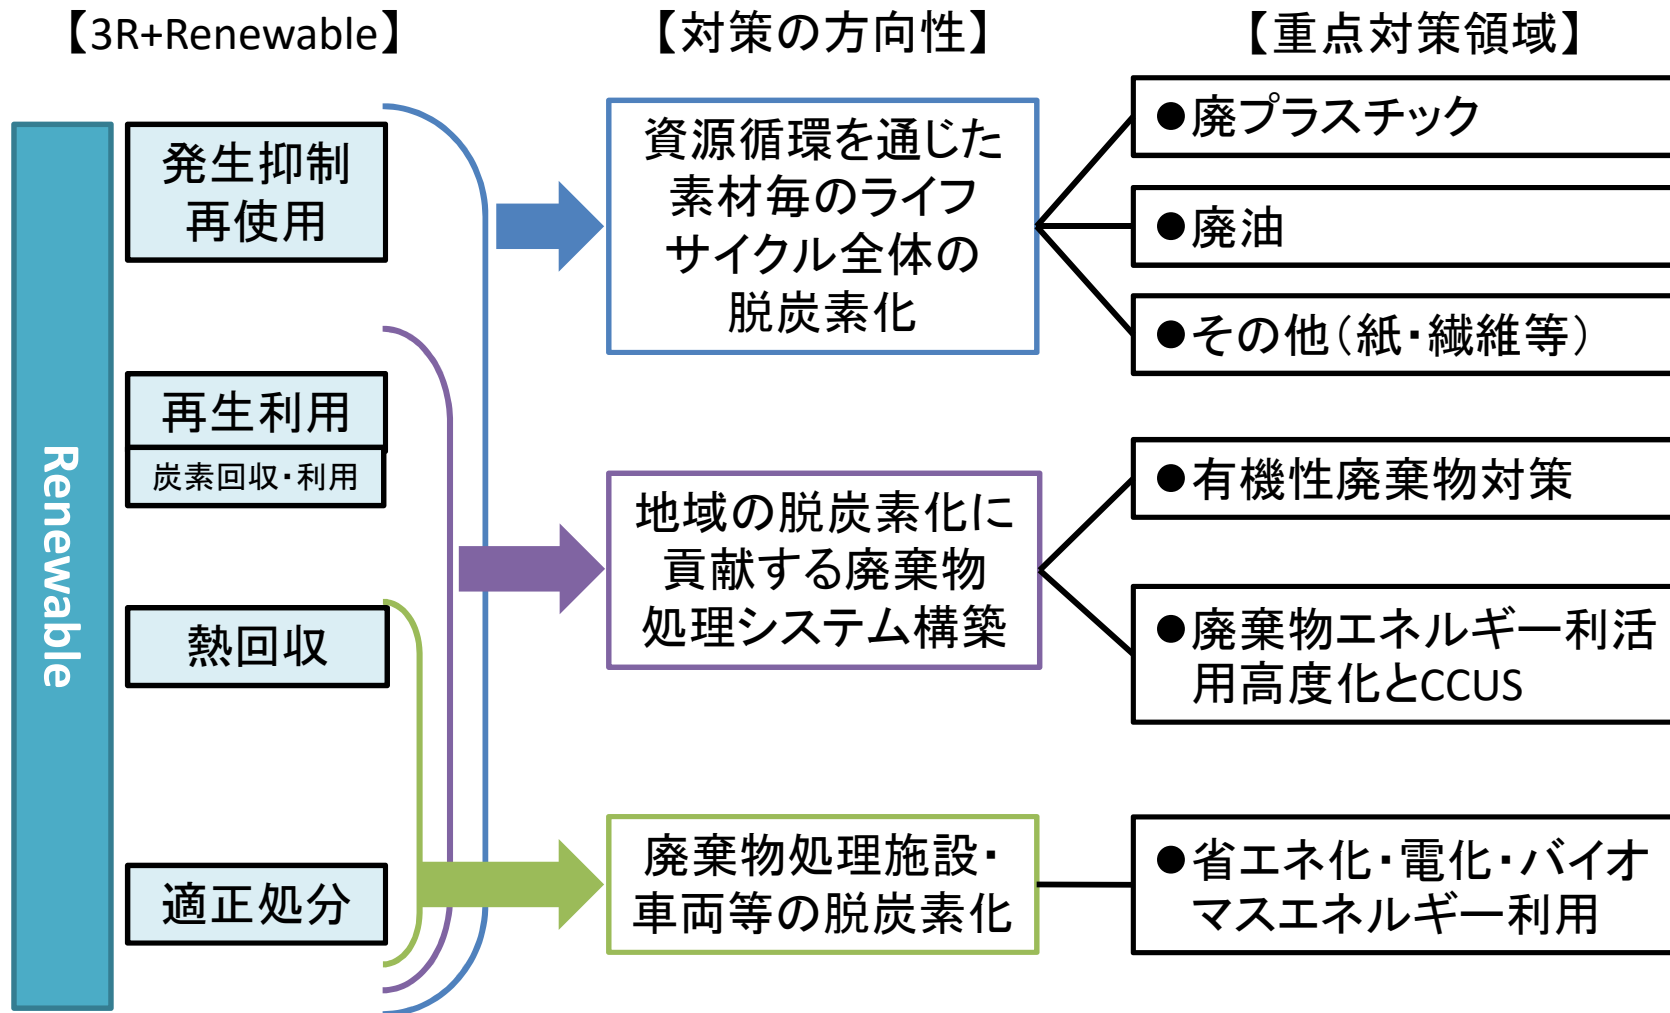 【3R+Renewable】
【対策の方向性】
【重点対策領域】
Renewable
発生抑制
再使用
再生利用
炭素回収・利用
熱回収
適正処分
資源循環を通じた
素材毎のライフ
サイクル全体の
脱炭素化
地域の脱炭素化に
貢献する廃棄物
処理システム構築
廃棄物処理施設・
車両等の脱炭素化
●廃プラスチック
●廃油
●その他（紙・繊維等）
●有機性廃棄物対策
●廃棄物エネルギー利活
用高度化とCCUS
●省エネ化・電化・バイオ
マスエネルギー利用